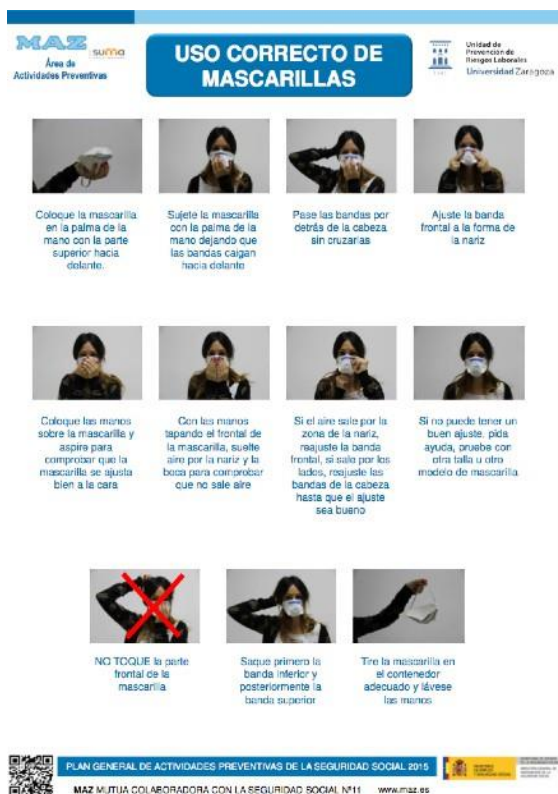 MAZ
suma
Área de
Actividades Preventivas
USO CORRECTO DE
MASCARILLAS
Unidad de
Prevención de
Riesgos Laborales
Universidad Zaragoza
Coloque la mascarilla
en la palma de la
mano con la parte
superior hacia
delante.
Sujete la mascarilla
con la palma de la
mano dejando que
las bandas caigan
hacia delante
Pase las bandas por
detrás de la cabeza
sin cruzarlas
Ajuste la banda
frontal a la forma de
la nariz
Coloque las manos
sobre la mascarilla y
aspire para
comprobar que la
mascarilla se ajusta
bien a la cara
Con las manos
tapando el frontal de
la mascarilla, suelte
aire por la nariz y la
boca para comprobar
que no sale aire
Si el aire sale por la
zona de la nariz,
reajuste la banda
frontal, si sale por los
lados, reajuste las
bandas de la cabeza
hasta que el ajuste
sea bueno
Si no puede tener un
buen ajuste, pida
ayuda, pruebe con
otra talla u otro
modelo de mascarilla
NO TOQUE la parte
frontal de la
mascarilla
Saque primero la
banda inferior y
posteriormente la
banda superior
Tire la mascarilla en
el contenedor
adecuado y lávese
las manos
PLAN GENERAL DE ACTIVIDADES PREVENTIVAS DE LA SEGURIDAD SOCIAL 2015
MAZ MUTUA COLABORADORA CON LA SEGURIDAD SOCIAL Nº11 www.maz.es